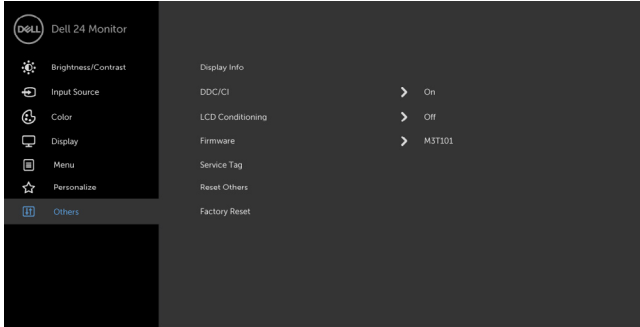 DELL Dell 24 Monitor
Brightness/Contrast Display Info
Input Source DDC/CI On
Color LCD Conditioning Off
Display Firmware M3T101
Menu Service Tag
Personalize Reset Others
Others Factory Reset